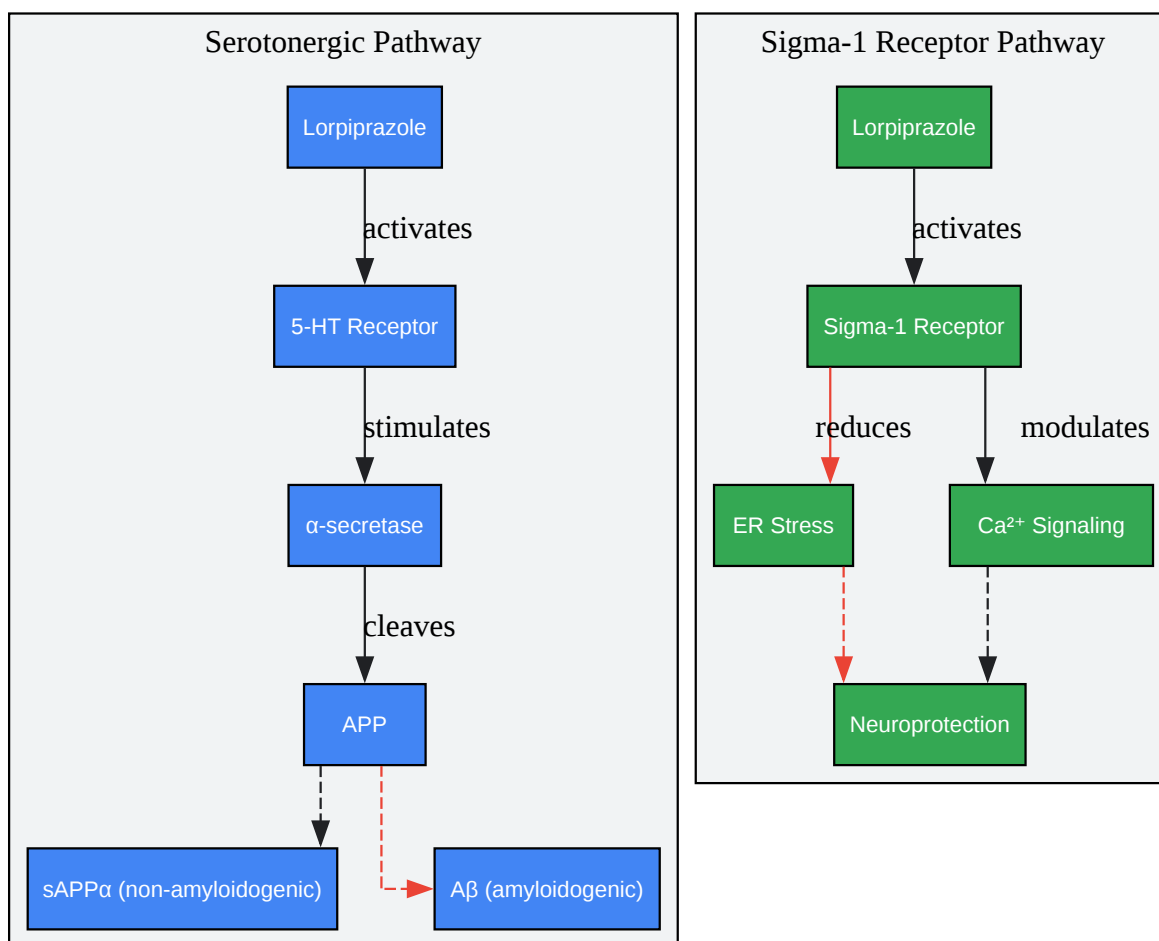 Serotonergic Pathway
Lorpiprazole
activates
5-HT Receptor
stimulates
α-secretase
cleaves
APP
sAPPα (non-amyloidogenic)
Aβ (amyloidogenic)
Sigma-1 Receptor Pathway
Lorpiprazole
activates
Sigma-1 Receptor
reduces
modulates
ER Stress
Ca²⁺ Signaling
Neuroprotection